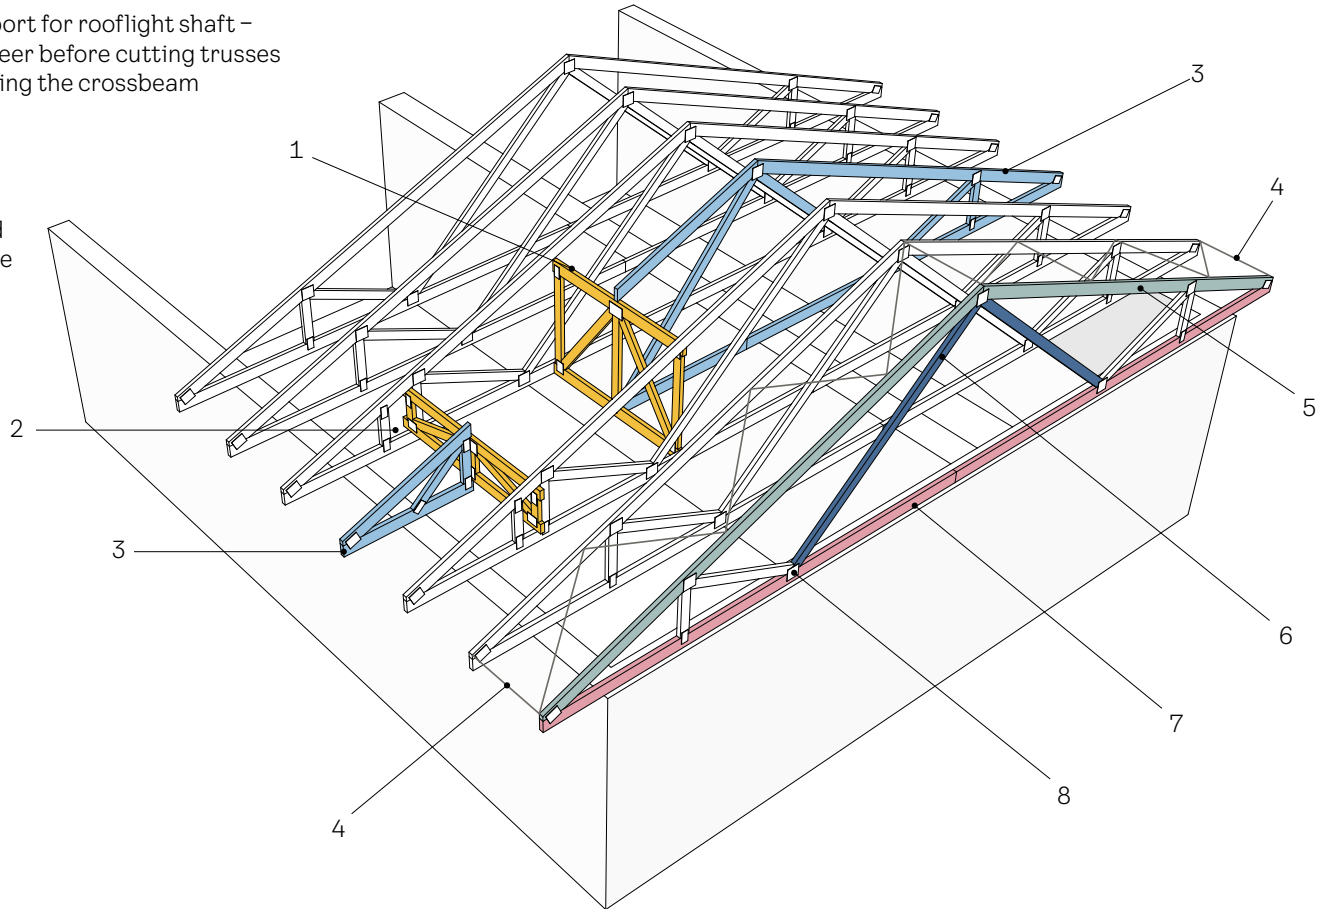 port for rooflight shaft –
eer before cutting trusses
ing the crossbeam
3
1
4
e
2
5
3
6
7
8
4